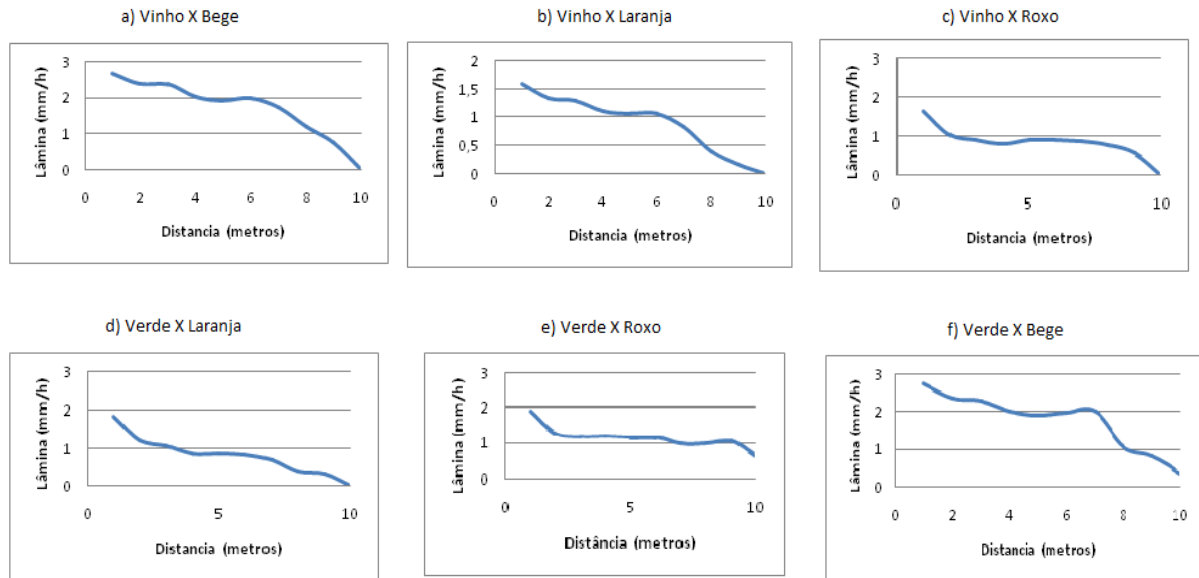 a) Vinho X Bege
3
2
1
0
Lâmina (mm/h)
0 2 4 6 8 10
Distancia (metros)
b) Vinho X Laranja
2
1,5
1
0,5
0
Lâmina (mm/h)
0 2 4 6 8 10
Distancia (metros)
c) Vinho X Roxo
3
2
1
0
Lâmina (mm/h)
0 5 10
Distancia (metros)
d) Verde X Laranja
3
2
1
0
Lâmina (mm/h)
0 5 10
Distancia (metros)
e) Verde X Roxo
3
2
1
0
Lâmina (mm/h)
0 5 10
Distância (metros)
f) Verde X Bege
3
2
1
0
Lâmina (mm/h)
0 2 4 6 8 10
Distancia (metros)